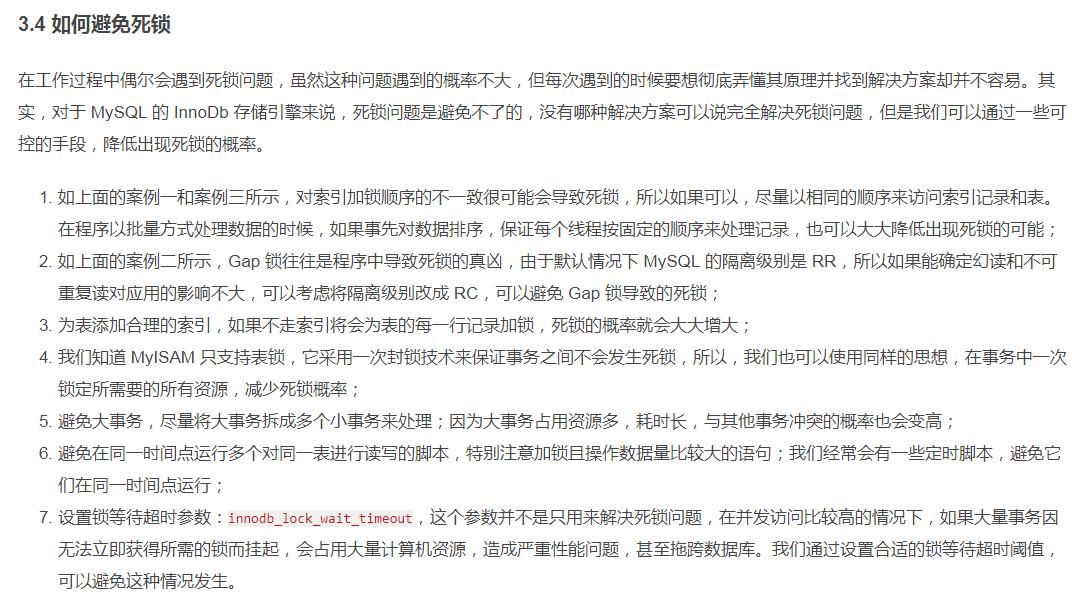 3.4 如何避免死锁
在工作过程中偶尔会遇到死锁问题，虽然这种问题遇到的概率不大，但每次遇到的时候要想彻底弄懂其原理并找到解决方案却并不容易。其
实，对于 MySQL 的 InnoDb 存储引擎来说，死锁问题是避免不了的，没有哪种解决方案可以说完全解决死锁问题，但是我们可以通过一些可
控的手段，降低出现死锁的概率。
1. 如上面的案例一和案例三所示，对索引加锁顺序的不一致很可能会导致死锁，所以如果可以，尽量以相同的顺序来访问索引记录和表。
在程序以批量方式处理数据的时候，如果事先对数据排序，保证每个线程按固定的顺序来处理记录，也可以大大降低出现死锁的可能；
2. 如上面的案例二所示，Gap 锁往往是程序中导致死锁的真凶，由于默认情况下 MySQL 的隔离级别是 RR，所以如果能确定幻读和不可
重复读对应用的影响不大，可以考虑将隔离级别改成 RC，可以避免 Gap 锁导致的死锁；
3. 为表添加合理的索引，如果不走索引将会为表的每一行记录加锁，死锁的概率就会大大增大；
4. 我们知道 MyISAM 只支持表锁，它采用一次封锁技术来保证事务之间不会发生死锁，所以，我们也可以使用同样的思想，在事务中一次
锁定所需要的所有资源，减少死锁概率；
5. 避免大事务，尽量将大事务拆成多个小事务来处理；因为大事务占用资源多，耗时长，与其他事务冲突的概率也会变高；
6. 避免在同一时间点运行多个对同一表进行读写的脚本，特别注意加锁且操作数据量比较大的语句；我们经常会有一些定时脚本，避免它
们在同一时间点运行；
7. 设置锁等待超时参数：innodb_lock_wait_timeout，这个参数并不是只用来解决死锁问题，在并发访问比较高的情况下，如果大量事务因
无法立即获得所需的锁而挂起，会占用大量计算机资源，造成严重性能问题，甚至拖跨数据库。我们通过设置合适的锁等待超时阈值，
可以避免这种情况发生。